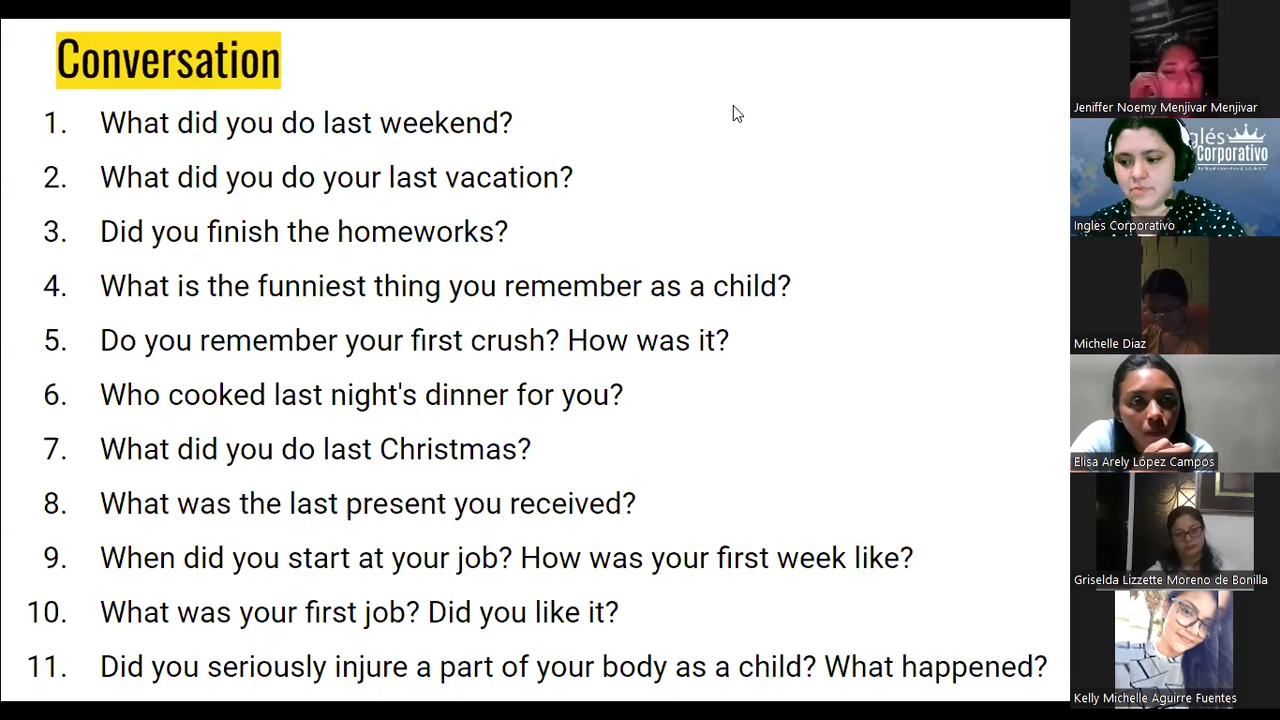 Conversation
1. What did you do last weekend?
2. What did you do your last vacation?
3. Did you finish the homeworks?
4. What is the funniest thing you remember as a child?
5. Do you remember your first crush? How was it?
6. Who cooked last night's dinner for you?
7. What did you do last Christmas?
8. What was the last present you received?
9. When did you start at your job? How was your first week like?
10. What was your first job? Did you like it?
11. Did you seriously injure a part of your body as a child? What happened?
Jeniffer Noemy Menjivar Menjivar
glés
Corporativo
Ingles Corporativo
Michelle Diaz
Elisa Arely López Campos
Griselda Lizzette Moreno de Bonilla
Kelly Michelle Aguirre Fuentes